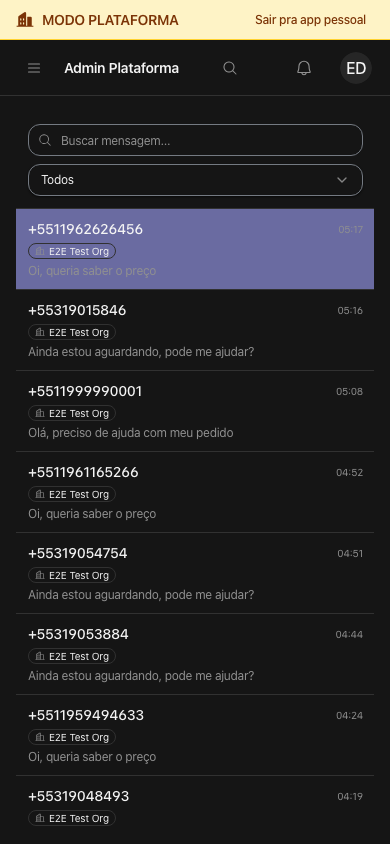 MODO PLATAFORMA
Sair pra app pessoal
Admin Plataforma
ED
Buscar mensagem...
Todos
+5511962626456
05:17
E2E Test Org
Oi, queria saber o preço
+55319015846
05:16
E2E Test Org
Ainda estou aguardando, pode me ajudar?
+5511999990001
05:08
E2E Test Org
Olá, preciso de ajuda com meu pedido
+5511961165266
04:52
E2E Test Org
Oi, queria saber o preço
+55319054754
04:51
E2E Test Org
Ainda estou aguardando, pode me ajudar?
+55319053884
04:44
E2E Test Org
Ainda estou aguardando, pode me ajudar?
+5511959494633
04:24
E2E Test Org
Oi, queria saber o preço
+55319048493
04:19
E2E Test Org